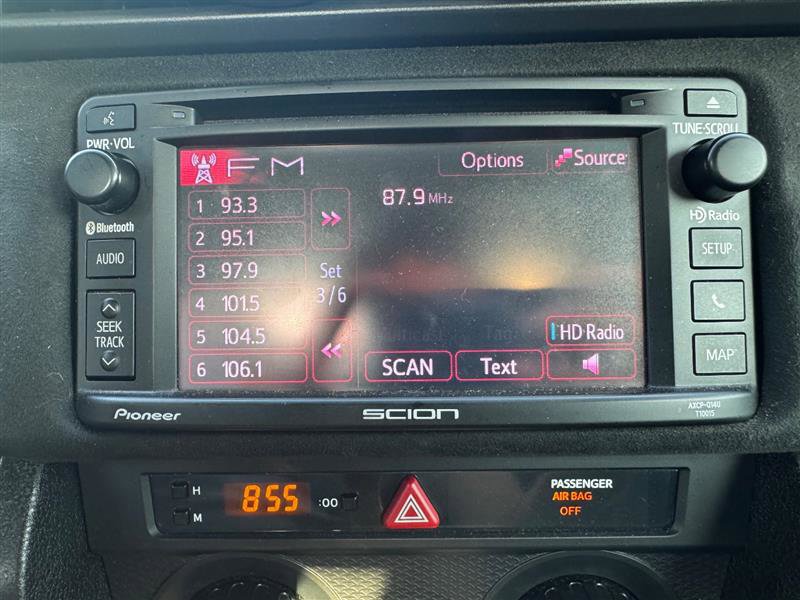 PWR·VOL
TUNE·SCROLL
FM
Options
Source
1 93.3
87.9 MHz
Bluetooth
HD Radio
2 95.1
AUDIO
SETUP
3 97.9
Set
3/6
4 101.5
SEEK
TRACK
5 104.5
Tag
HD Radio
MAP
6 106.1
SCAN
Text
Pioneer
SCION
AXCP-0140
T10015
H
M
855
:00
PASSENGER
AIR BAG
OFF